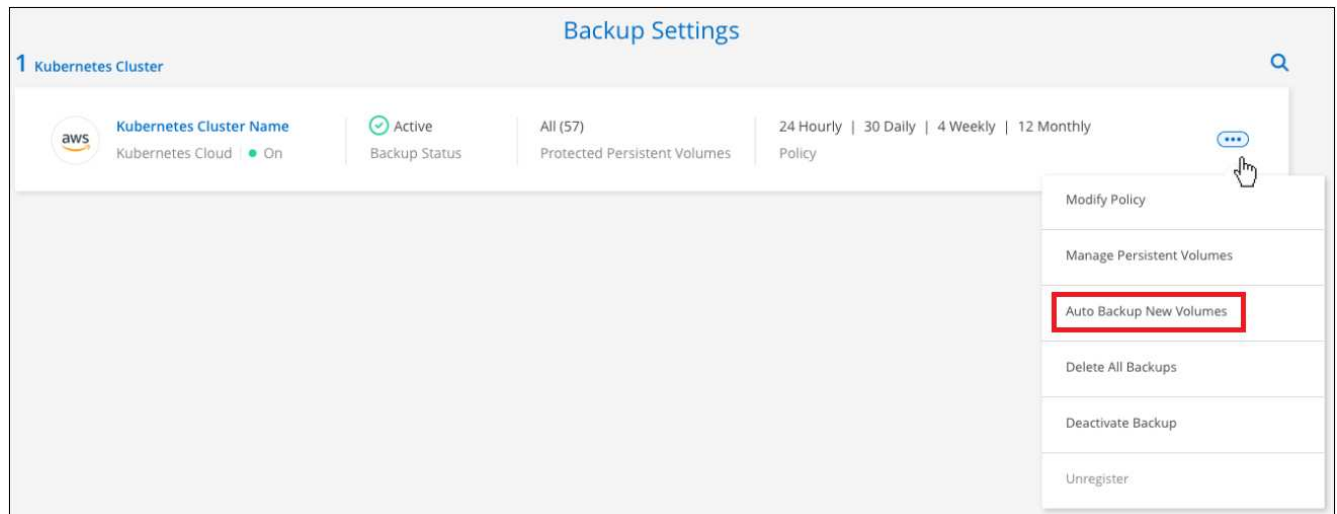 Backup Settings
1 Kubernetes Cluster
aws
Kubernetes Cluster Name
Kubernetes Cloud | On
Active
Backup Status
All (57)
Protected Persistent Volumes
24 Hourly | 30 Daily | 4 Weekly | 12 Monthly
Policy
Modify Policy
Manage Persistent Volumes
Auto Backup New Volumes
Delete All Backups
Deactivate Backup
Unregister